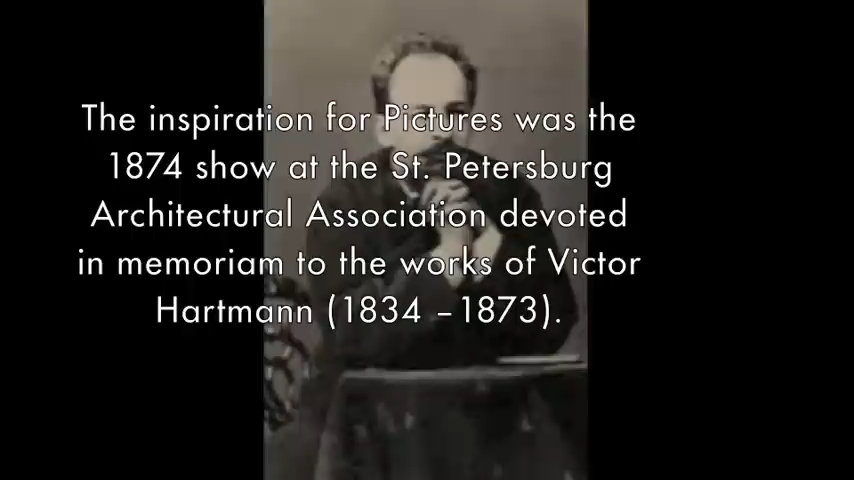 The inspiration for Pictures was the
1874 show at the St. Petersburg
Architectural Association devoted
in memoriam to the works of Victor
Hartmann (1834 –1873).